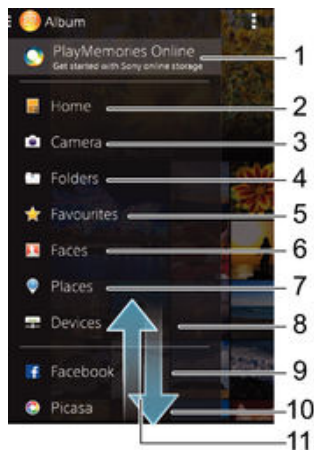 Album
PlayMemories Online
Get started with Sony online storage
1
Home
2
Camera
3
Folders
4
Favourites
5
Faces
6
Places
7
Devices
8
Facebook
9
Picasa
10
11